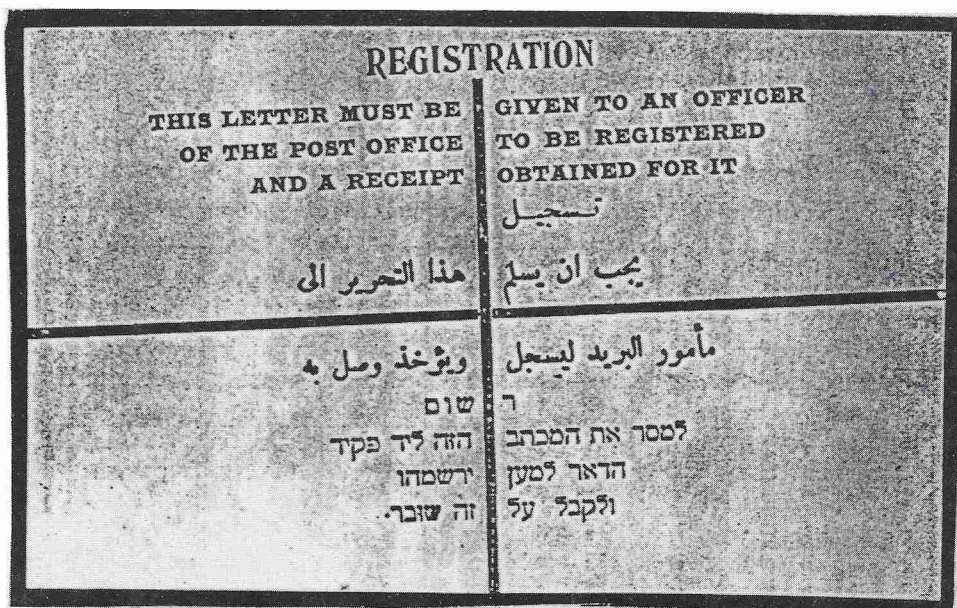 REGISTRATION
THIS LETTER MUST BE GIVEN TO AN OFFICER
OF THE POST OFFICE TO BE REGISTERED
AND A RECEIPT OBTAINED FOR IT
تسجيل
يجب ان يسلم هذا التحرير الى
مأمور البريد ليسجل ويؤخذ وصل به
ר שום
למסר את המכתב הזה ליד פקיד
הדאר למען ירשמהו
ולקבל על זה שובר.